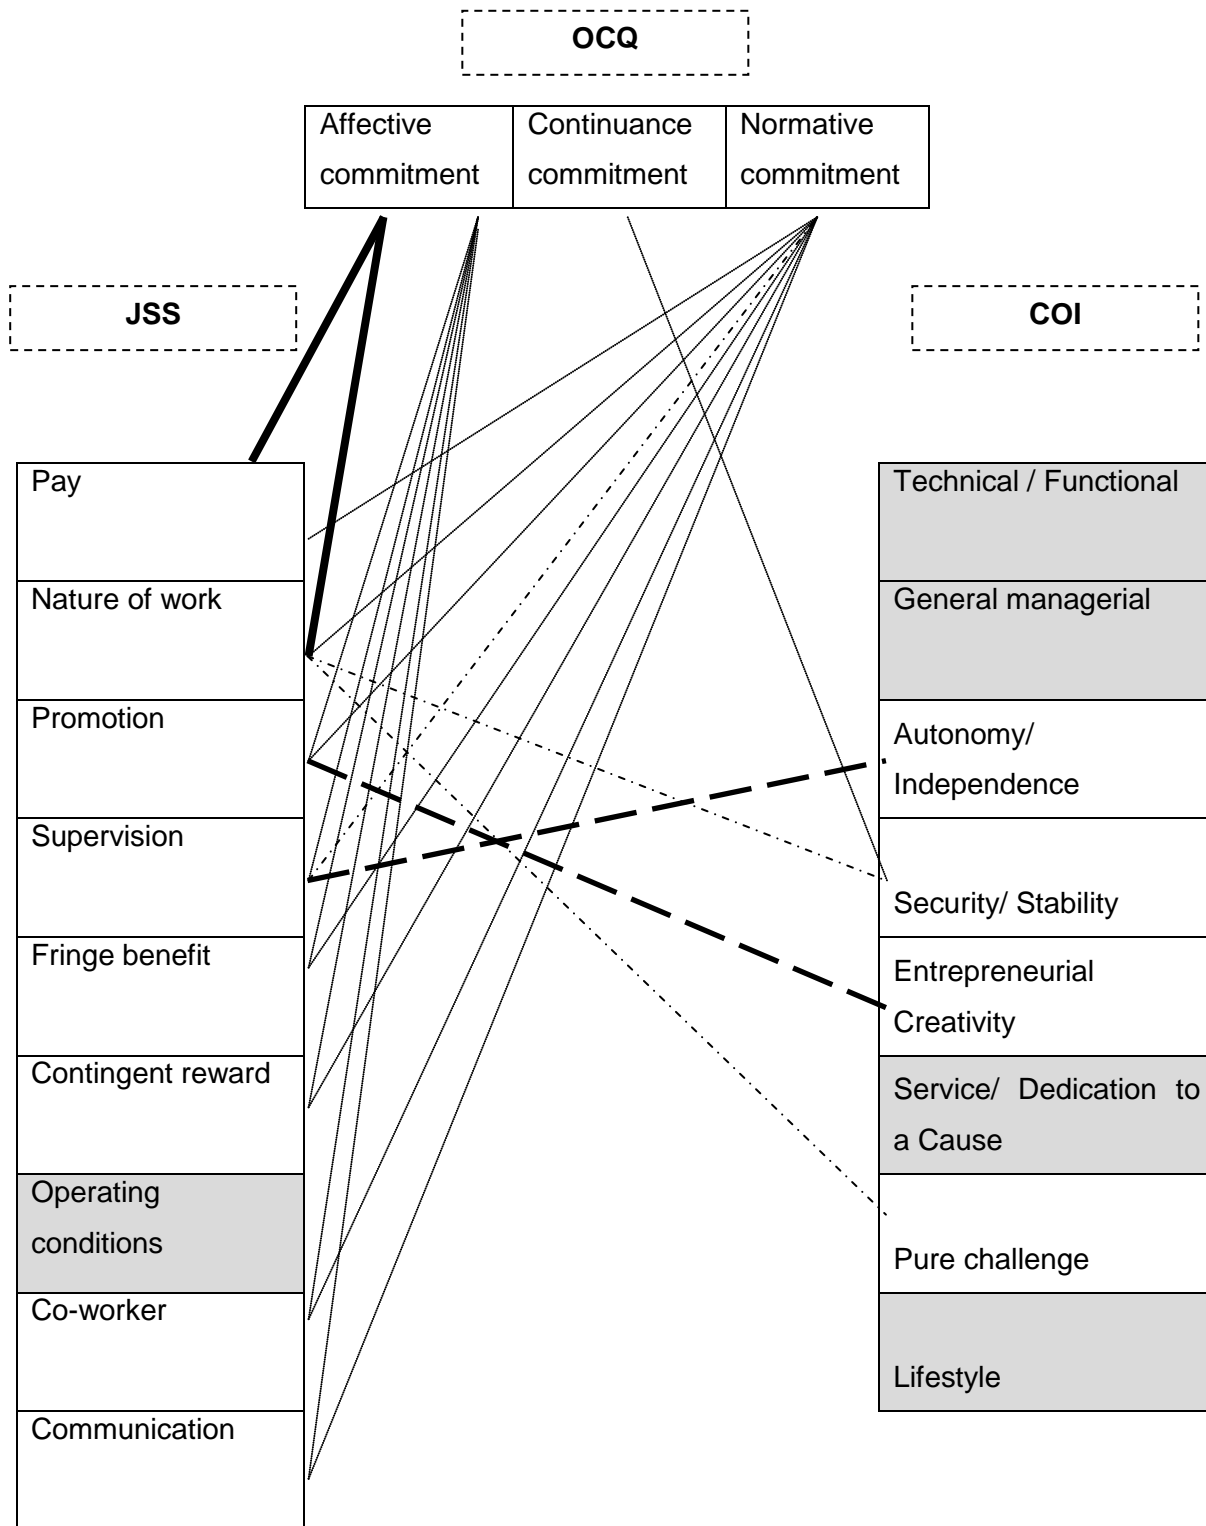 OCQ
Affective
commitment
Continuance
commitment
Normative
commitment
JSS
COI
Pay
Nature of work
Promotion
Supervision
Fringe benefit
Contingent reward
Operating
conditions
Co-worker
Communication
Technical / Functional
General managerial
Autonomy/
Independence
Security/ Stability
Entrepreneurial
Creativity
Service/ Dedication to
a Cause
Pure challenge
Lifestyle